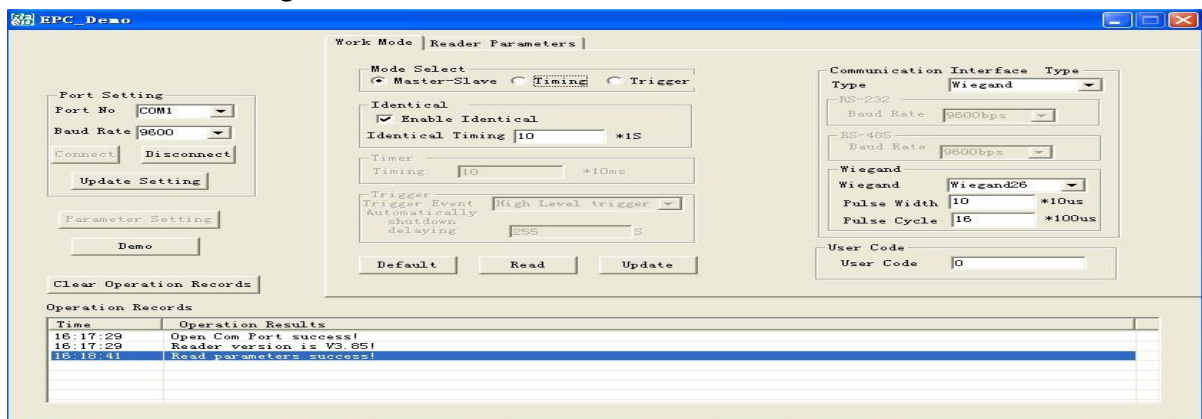 EPC_Demo
Work Mode Reader Parameters
Port Setting
Port No COM1
Baud Rate 9600
Connect Disconnect
Update Setting
Parameter Setting
Demo
Clear Operation Records
Mode Select
Master-Slave Timing Trigger
Identical
Enable Identical
Identical Timing 10 *1S
Timer
Timing: 10 *10ms
Trigger
Trigger Event High Level trigger
Automatically
shutdown
delaying 255 S
Default Read Update
Communication Interface Type
Type Wiegand
RS-232
Baud Rate 9600bps
RS-485
Baud Rate 9600bps
Wiegand
Wiegand Wiegand26
Pulse Width 10 *10us
Pulse Cycle 16 *100us
User Code
User Code 0
Operation Records
Time Operation Results
16:17:29 Open Com Port success!
16:17:29 Reader version is V3.85!
16:18:41 Read parameters success!